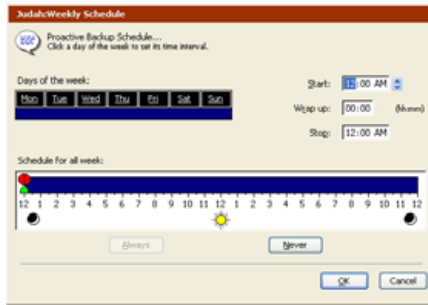 Judah:Weekly Schedule
Proactive Backup Schedule...
Click a day of the week to set its time interval.
Days of the week:
Mon Tue Wed Thu Fri Sat Sun
Start: 12:00 AM
Wrap up: 00:00 (hh:mm)
Stop: 12:00 AM
Schedule for all week:
12 1 2 3 4 5 6 7 8 9 10 11 12 1 2 3 4 5 6 7 8 9 10 11 12
Always Never
OK Cancel